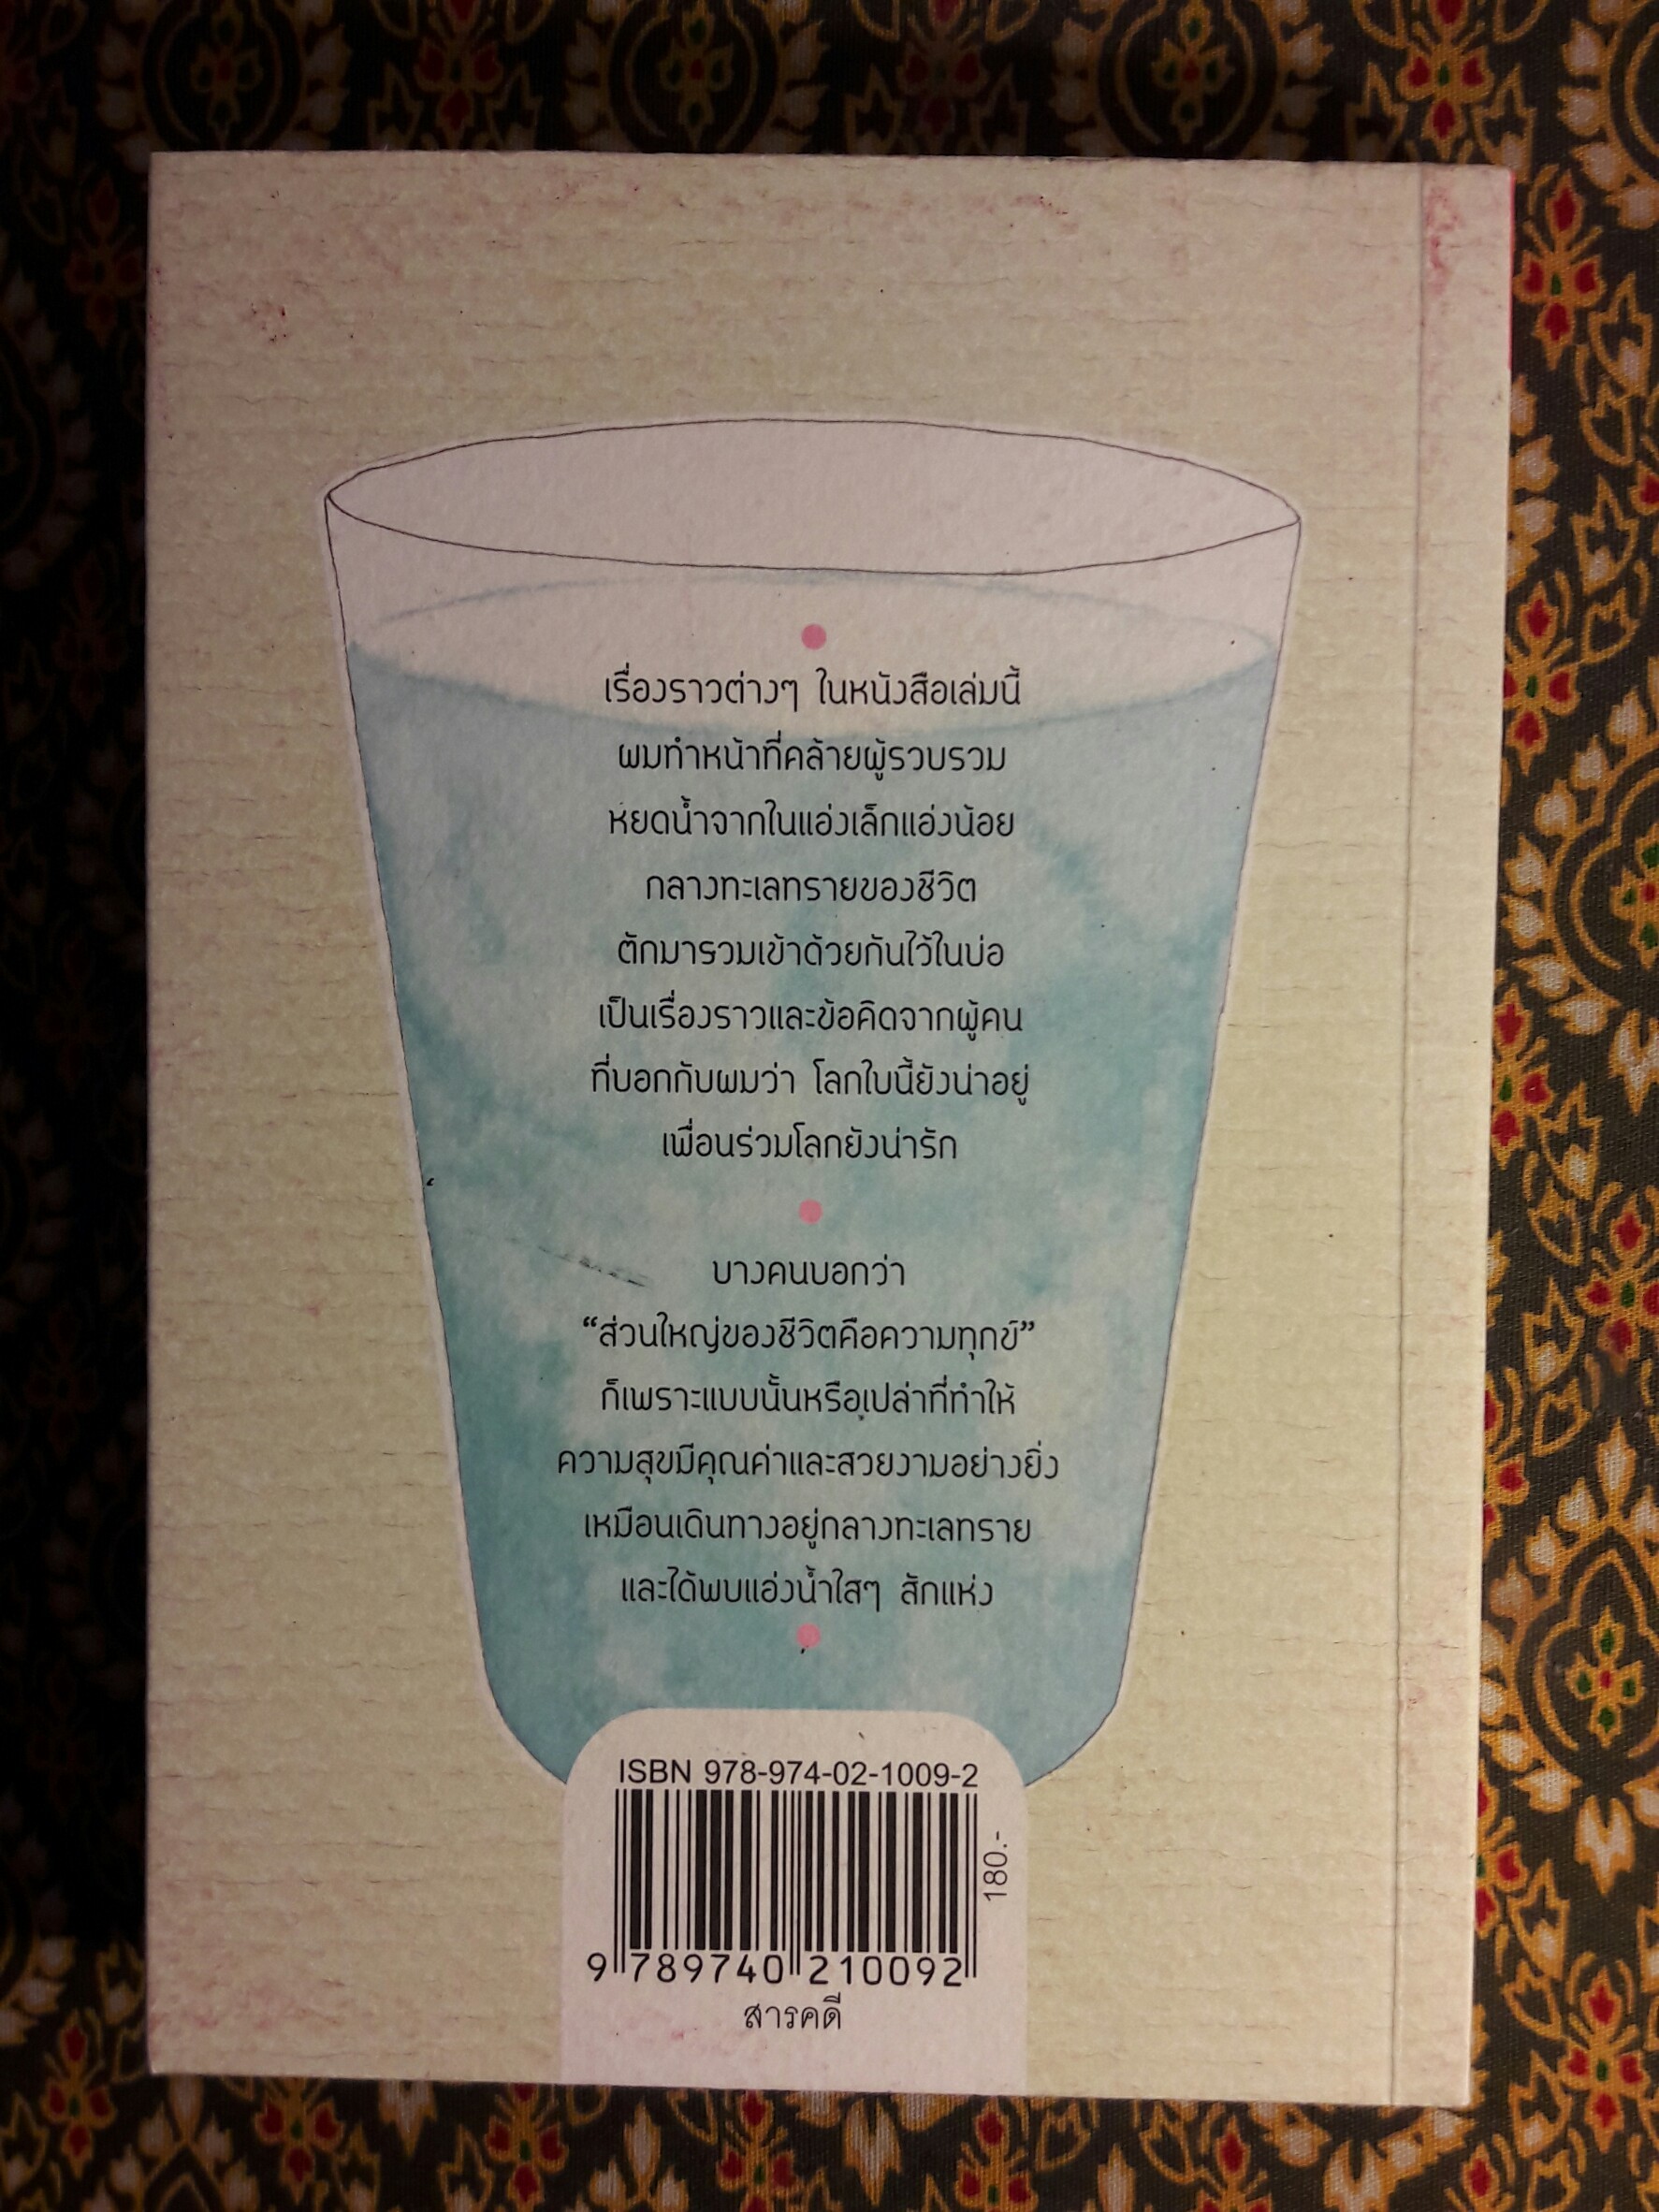 เรื่องราวต่างๆ ในหนังสือเล่มนี้
ผมทำหน้าที่คล้ายผู้รวบรวม
หยดน้ำจากในแอ่งเล็กแอ่งน้อย
กลางทะเลทรายของชีวิต
ตักมารวมเข้าด้วยกันไว้ในบ่อ
เป็นเรื่องราวและข้อคิดจากผู้คน
ที่บอกกับผมว่า โลกใบนี้ยังน่าอยู่
เพื่อนร่วมโลกยังน่ารัก
บางคนบอกว่า
“ส่วนใหญ่ของชีวิตคือความทุกข์”
ก็เพราะแบบนั้นหรือเปล่าที่ทำให้
ความสุขมีคุณค่าและสวยงามอย่างยิ่ง
เหมือนเดินทางอยู่กลางทะเลทราย
และได้พบแอ่งน้ำใสๆ สักแห่ง
ISBN 978-974-02-1009-2
180.-
9 789740 210092
สารคดี